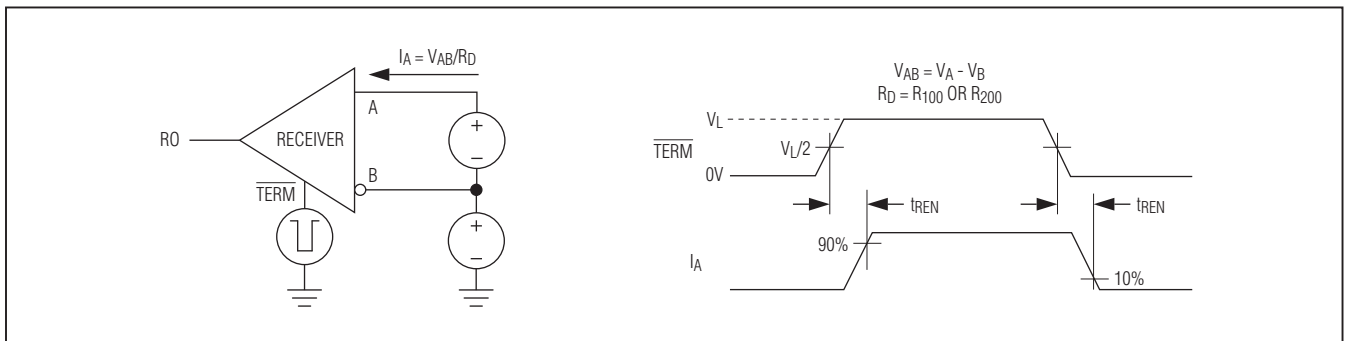 I_A = V_AB/R_D
A
RO
RECEIVER
+
−
B
TERM
+
−
V_AB = V_A - V_B
R_D = R_100 OR R_200
V_L
TERM
V_L/2
0V
t_REN
t_REN
90%
I_A
10%